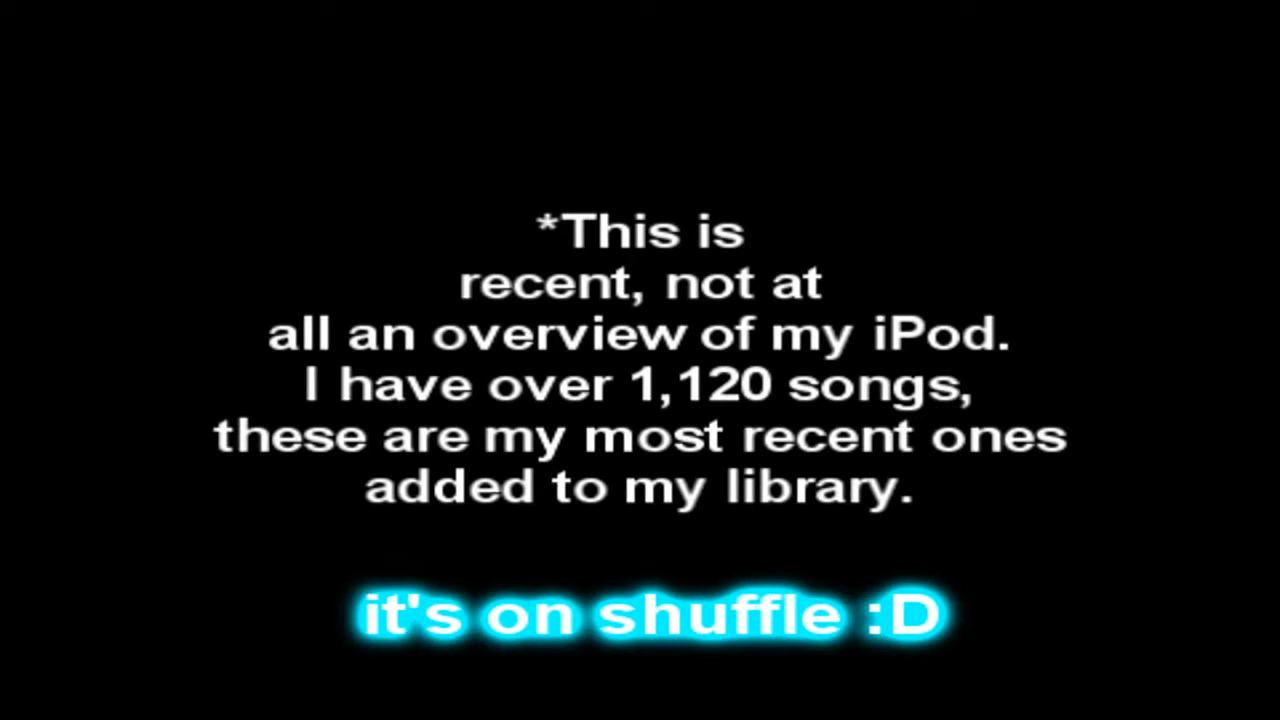 *This is
recent, not at
all an overview of my iPod.
I have over 1,120 songs,
these are my most recent ones
added to my library.
it's on shuffle :D